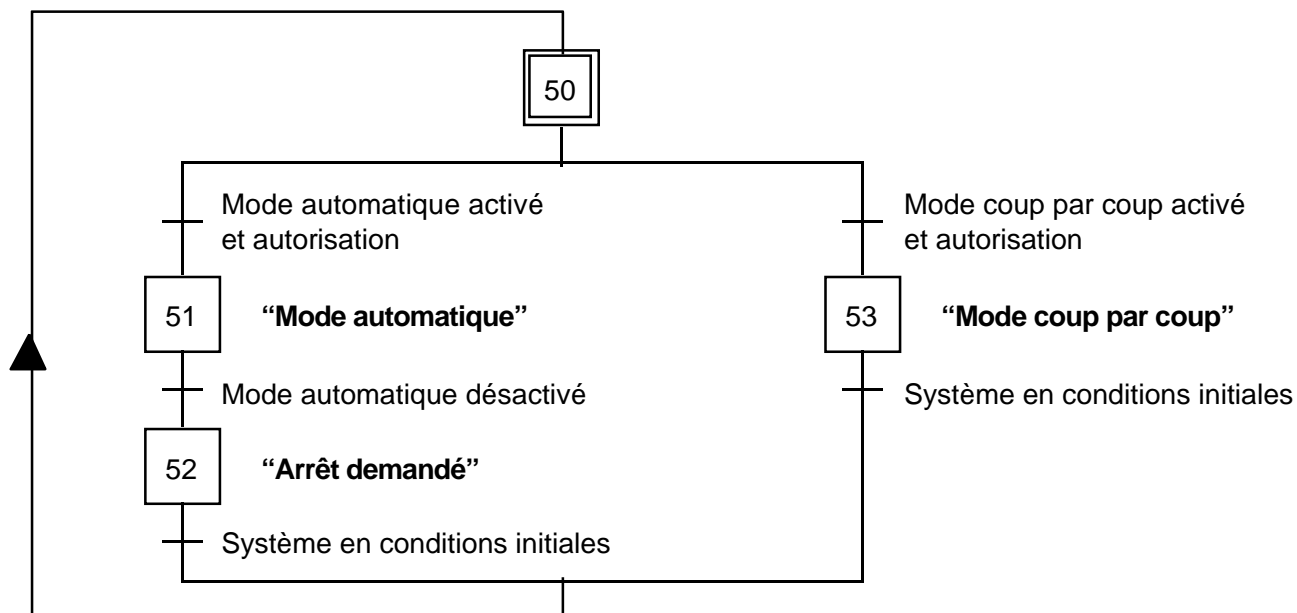 50
Mode automatique activé
et autorisation
Mode coup par coup activé
et autorisation
51
“Mode automatique”
53
“Mode coup par coup”
Mode automatique désactivé
Système en conditions initiales
52
“Arrêt demandé”
Système en conditions initiales